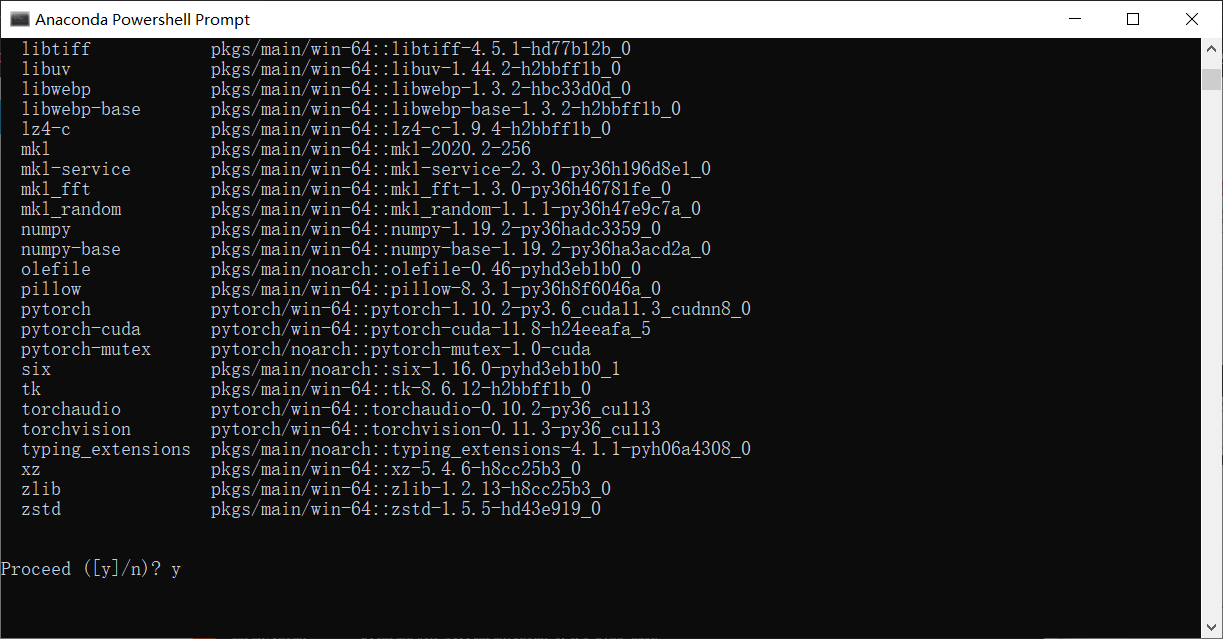 Anaconda Powershell Prompt
libtiff pkgs/main/win-64::libtiff-4.5.1-hd77b12b_0
libuv pkgs/main/win-64::libuv-1.44.2-h2bbff1b_0
libwebp pkgs/main/win-64::libwebp-1.3.2-hbc33d0d_0
libwebp-base pkgs/main/win-64::libwebp-base-1.3.2-h2bbff1b_0
lz4-c pkgs/main/win-64::lz4-c-1.9.4-h2bbff1b_0
mkl pkgs/main/win-64::mkl-2020.2-256
mkl-service pkgs/main/win-64::mkl-service-2.3.0-py36h196d8e1_0
mkl_fft pkgs/main/win-64::mkl_fft-1.3.0-py36h46781fe_0
mkl_random pkgs/main/win-64::mkl_random-1.1.1-py36h47e9c7a_0
numpy pkgs/main/win-64::numpy-1.19.2-py36hadc3359_0
numpy-base pkgs/main/win-64::numpy-base-1.19.2-py36ha3acd2a_0
olefile pkgs/main/noarch::olefile-0.46-pyhd3eb1b0_0
pillow pkgs/main/win-64::pillow-8.3.1-py36h8f6046a_0
pytorch pytorch/win-64::pytorch-1.10.2-py3.6_cuda11.3_cudnn8_0
pytorch-cuda pytorch/win-64::pytorch-cuda-11.8-h24eeafa_5
pytorch-mutex pytorch/noarch::pytorch-mutex-1.0-cuda
six pkgs/main/noarch::six-1.16.0-pyhd3eb1b0_1
tk pkgs/main/win-64::tk-8.6.12-h2bbff1b_0
torchaudio pytorch/win-64::torchaudio-0.10.2-py36_cu113
torchvision pytorch/win-64::torchvision-0.11.3-py36_cu113
typing_extensions pkgs/main/noarch::typing_extensions-4.1.1-pyh06a4308_0
xz pkgs/main/win-64::xz-5.4.6-h8cc25b3_0
zlib pkgs/main/win-64::zlib-1.2.13-h8cc25b3_0
zstd pkgs/main/win-64::zstd-1.5.5-hd43e919_0
Proceed ([y]/n)? y